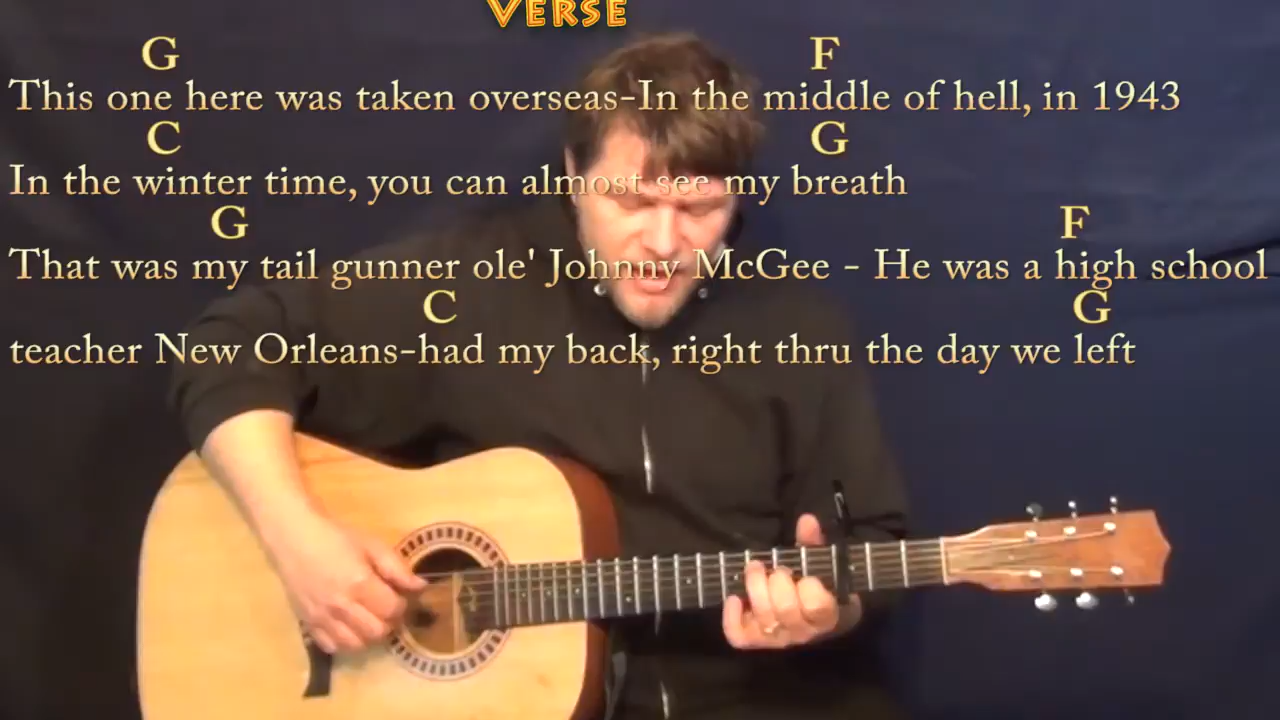 VERSE
G F
This one here was taken overseas-In the middle of hell, in 1943
C G
In the winter time, you can almost see my breath
G F
That was my tail gunner ole' Johnny McGee - He was a high school
C G
teacher New Orleans-had my back, right thru the day we left